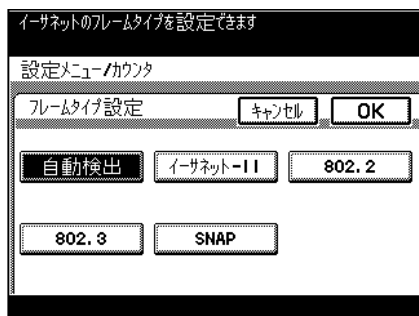 イーサネットのフレームタイプを設定できます
設定メニュー/カウンタ
フレームタイプ設定 キャンセル OK
自動検出 イーサネット-II 802.2
802.3 SNAP